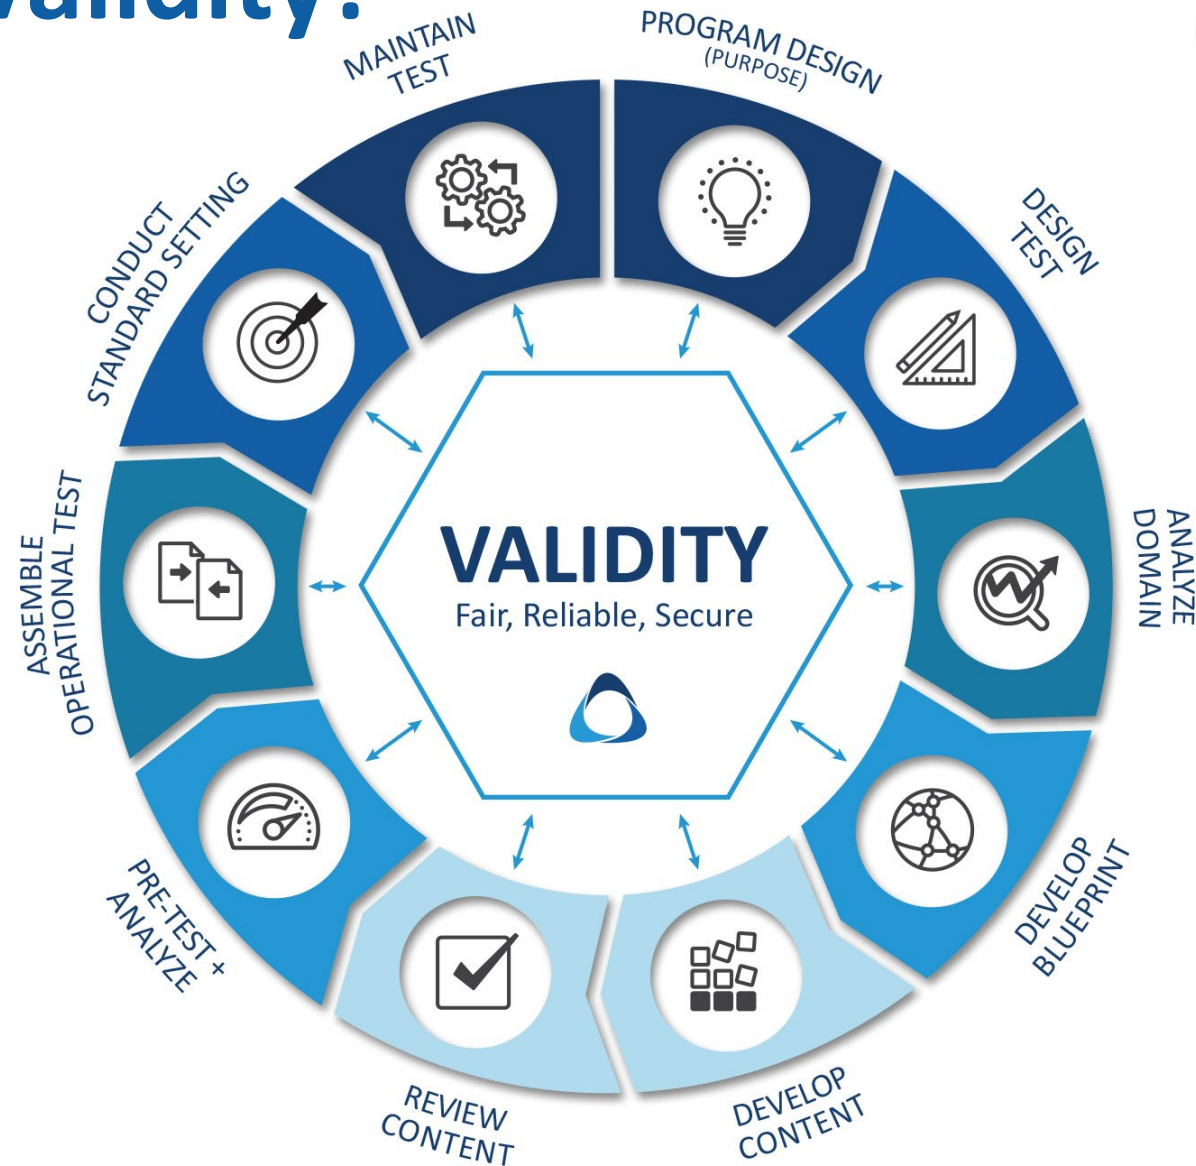 validity?
PROGRAM DESIGN
(PURPOSE)
DESIGN
TEST
ANALYZE
DOMAIN
DEVELOP
BLUEPRINT
DEVELOP
CONTENT
REVIEW
CONTENT
PRE-TEST +
ANALYZE
ASSEMBLE
OPERATIONAL TEST
CONDUCT
STANDARD SETTING
MAINTAIN
TEST
VALIDITY
Fair, Reliable, Secure